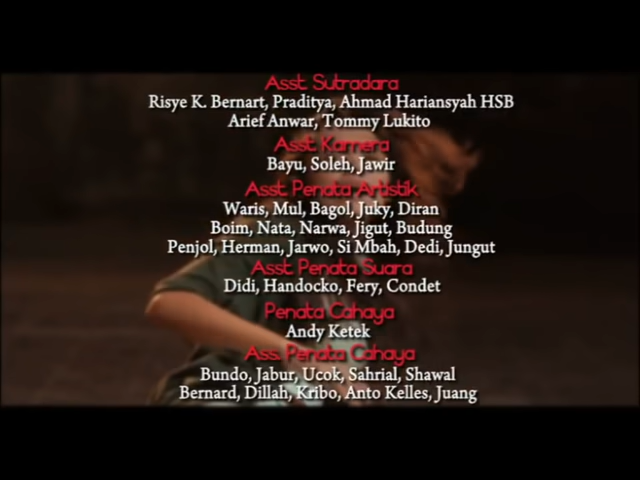 Asst Sutradara
Risye K. Bernart, Praditya, Ahmad Hariansyah HSB
Arief Anwar, Tommy Lukito
Asst Kamera
Bayu, Soleh, Jawir
Asst Penata Artistik
Waris, Mul, Bagol, Juky, Diran
Boim, Nata, Narwa, Jigut, Budung
Penjol, Herman, Jarwo, Si Mbah, Dedi, Jungut
Asst Penata Suara
Didi, Handocko, Fery, Condet
Penata Cahaya
Andy Ketek
Ass. Penata Cahaya
Bundo, Jabur, Ucok, Sahrial, Shawal
Bernard, Dillah, Kribo, Anto Kelles, Juang